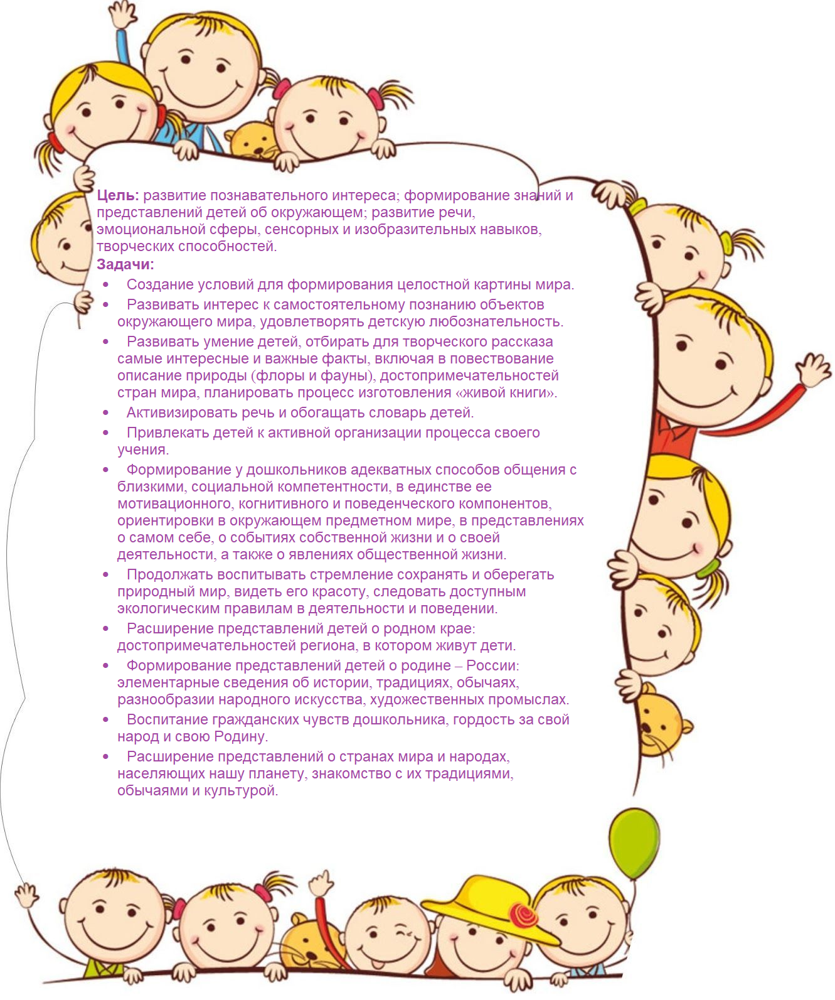 Цель: развитие познавательного интереса; формирование знаний и
представлений детей об окружающем; развитие речи,
эмоциональной сферы, сенсорных и изобразительных навыков,
творческих способностей.
Задачи:
• Создание условий для формирования целостной картины мира.
• Развивать интерес к самостоятельному познанию объектов
окружающего мира, удовлетворять детскую любознательность.
• Развивать умение детей, отбирать для творческого рассказа
самые интересные и важные факты, включая в повествование
описание природы (флоры и фауны), достопримечательностей
стран мира, планировать процесс изготовления «живой книги».
• Активизировать речь и обогащать словарь детей.
• Привлекать детей к активной организации процесса своего
учения.
• Формирование у дошкольников адекватных способов общения с
близкими, социальной компетентности, в единстве ее
мотивационного, когнитивного и поведенческого компонентов,
ориентировки в окружающем предметном мире, в представлениях
о самом себе, о событиях собственной жизни и о своей
деятельности, а также о явлениях общественной жизни.
• Продолжать воспитывать стремление сохранять и оберегать
природный мир, видеть его красоту, следовать доступным
экологическим правилам в деятельности и поведении.
• Расширение представлений детей о родном крае:
достопримечательностей региона, в котором живут дети.
• Формирование представлений детей о родине – России:
элементарные сведения об истории, традициях, обычаях,
разнообразии народного искусства, художественных промыслах.
• Воспитание гражданских чувств дошкольника, гордость за свой
народ и свою Родину.
• Расширение представлений о странах мира и народах,
населяющих нашу планету, знакомство с их традициями,
обычаями и культурой.